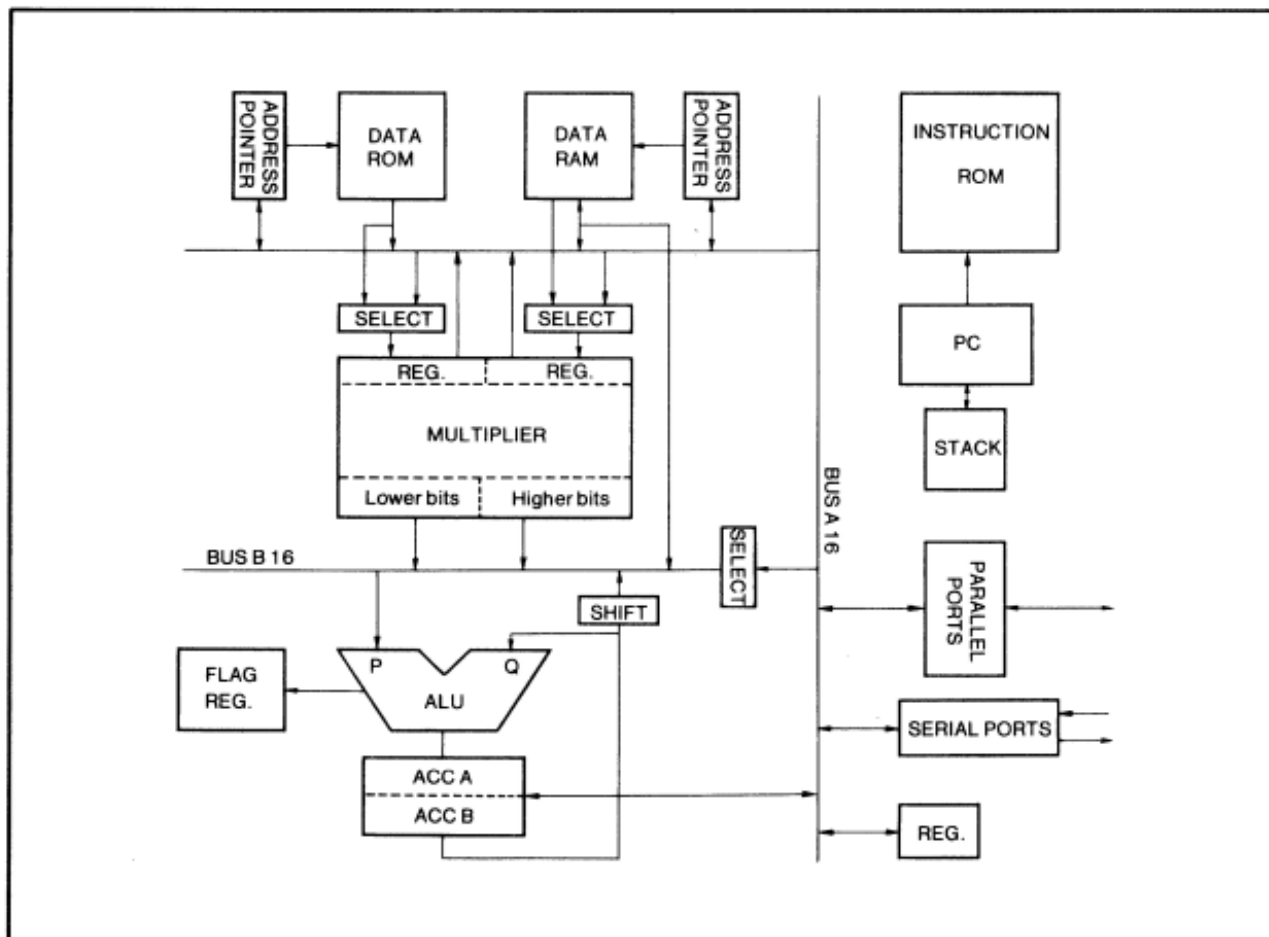 ADDRESS
POINTER
DATA
ROM
DATA
RAM
ADDRESS
POINTER
INSTRUCTION
ROM
SELECT
SELECT
PC
REG.
REG.
MULTIPLIER
STACK
Lower bits
Higher bits
BUS A 16
BUS B 16
SELECT
PARALLEL
PORTS
SHIFT
P
Q
FLAG
REG.
ALU
SERIAL PORTS
ACC A
ACC B
REG.